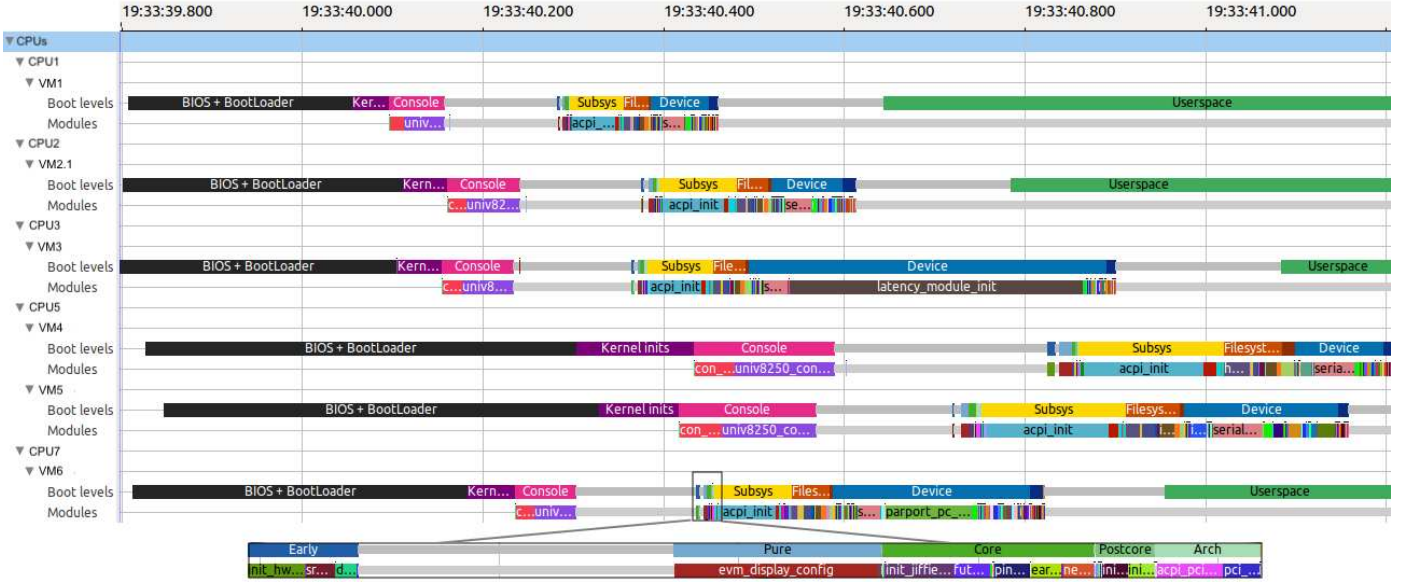 19:33:39.800 19:33:40.000 19:33:40.200 19:33:40.400 19:33:40.600 19:33:40.800 19:33:41.000
CPUs
CPU1
VM1
Boot levels BIOS + BootLoader Ker... Console Subsys Fil... Device Userspace
Modules univ... acpi_... s...
CPU2
VM2.1
Boot levels BIOS + BootLoader Kern... Console Subsys Fil... Device Userspace
Modules c... univ82... acpi_init se...
CPU3
VM3
Boot levels BIOS + BootLoader Kern... Console Subsys File... Device Userspace
Modules c... univ8... acpi_init s... latency_module_init
CPU5
VM4
Boot levels BIOS + BootLoader Kernel inits Console Subsys Filesyst... Device
Modules con_... univ8250_con... acpi_init h... seria...
VM5
Boot levels BIOS + BootLoader Kernel inits Console Subsys Filesys... Device
Modules con_... univ8250_co... acpi_init i... i... serial...
CPU7
VM6
Boot levels BIOS + BootLoader Kern... Console Subsys Files... Device Userspace
Modules c... univ... acpi_init s... parport_pc_...
Early Pure Core Postcore Arch
init_hw... sr... d... evm_display_config init_jiffie... fut... pin... ear... ne... ini... ini... acpi_pci... pci_...